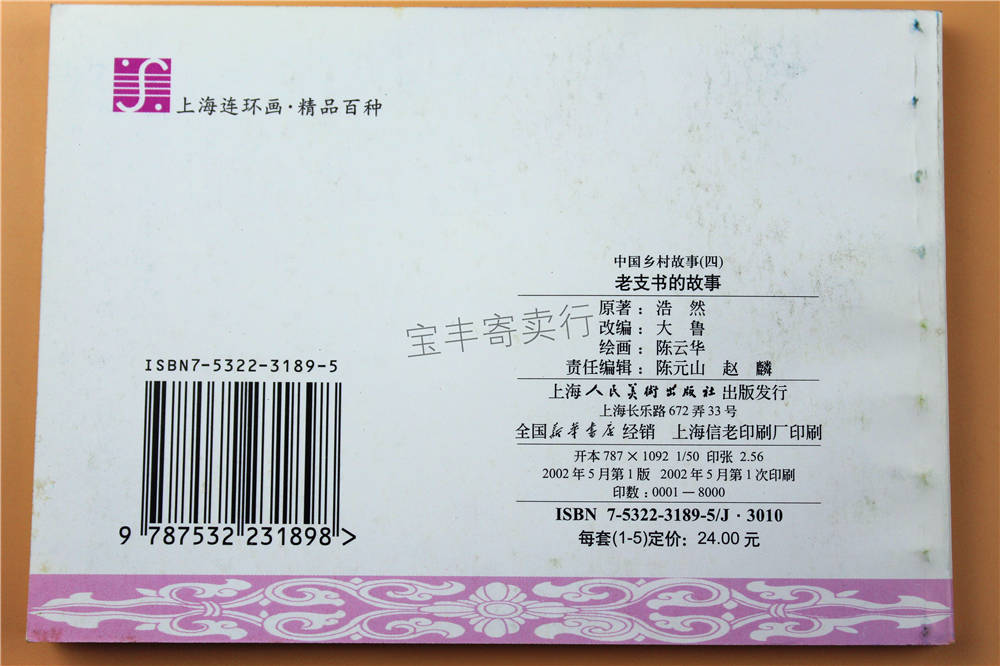 上海连环画·精品百种
中国乡村故事(四)
老支书的故事
原著：浩 然
改编：大 鲁
绘画：陈云华
责任编辑：陈元山 赵 麟
上海人民美術出版社出版发行
上海长乐路672弄33号
全国新华书店经销 上海信老印刷厂印刷
开本787×1092 1/50 印张 2.56
2002年5月第1版 2002年5月第1次印刷
印数：0001—8000
ISBN 7-5322-3189-5/J·3010
每套(1-5)定价：24.00元
宝丰寄卖行
ISBN7-5322-3189-5
9 787532 231898 >